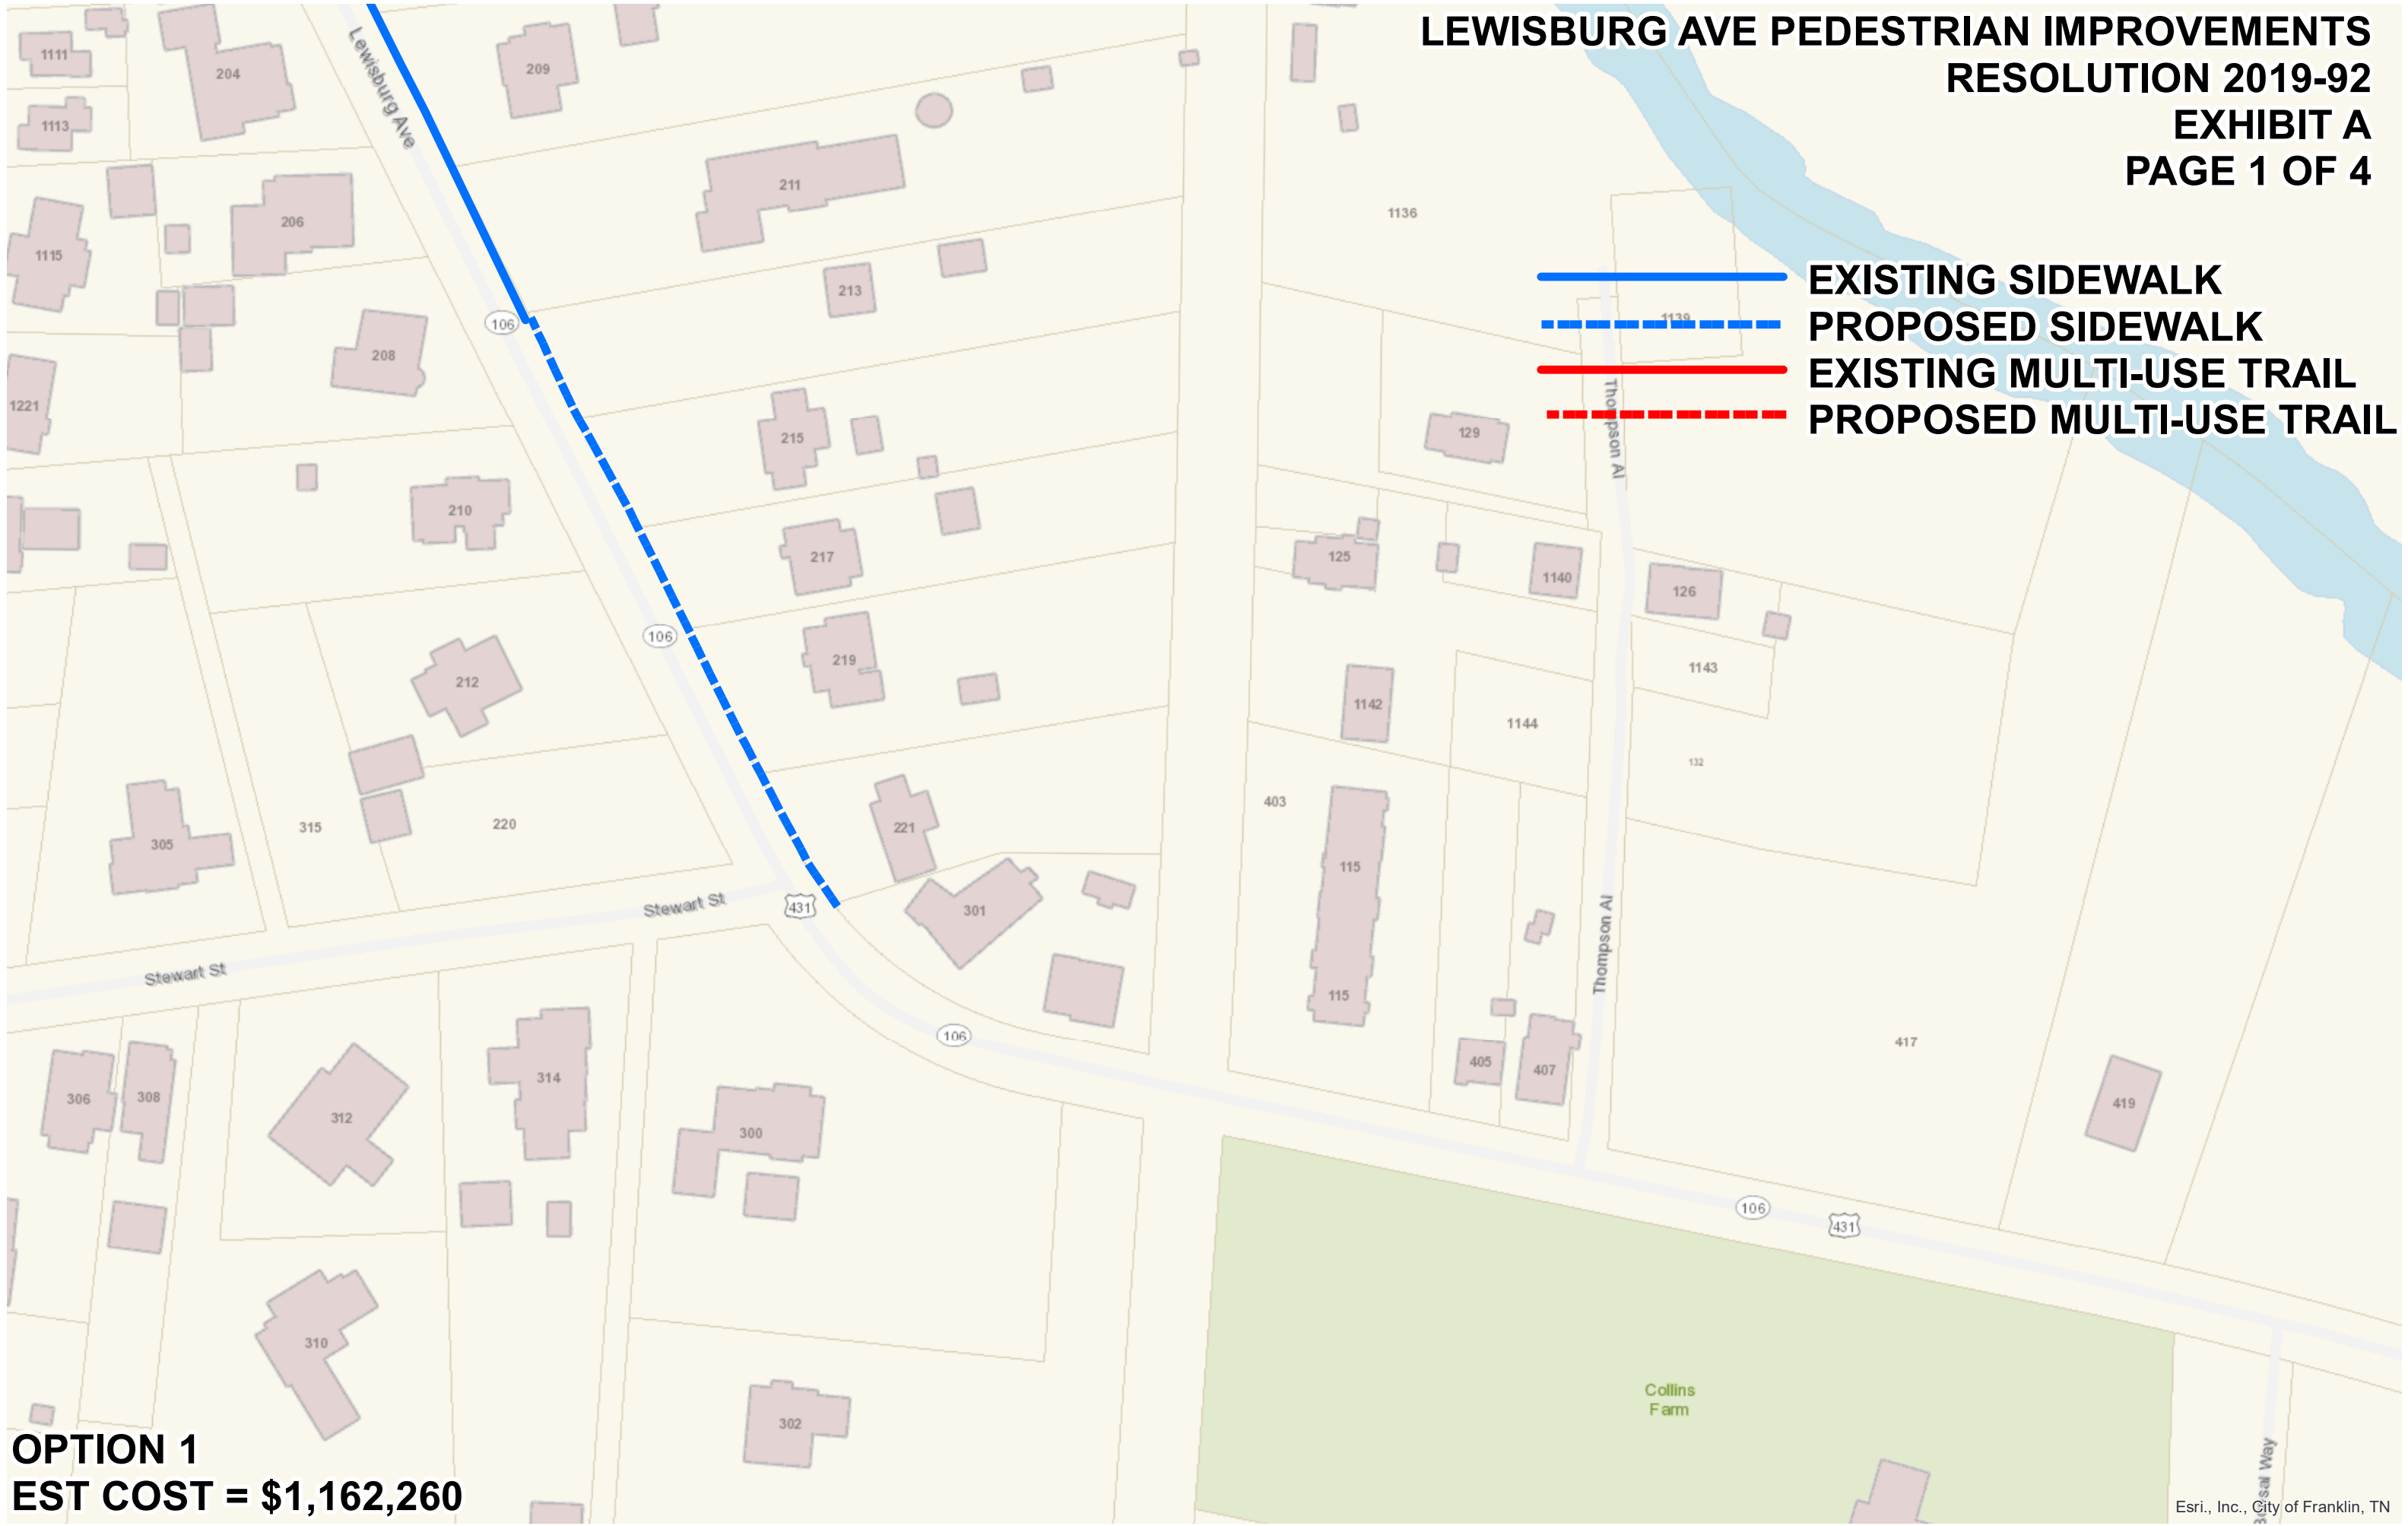 LEWISBURG AVE PEDESTRIAN IMPROVEMENTS
RESOLUTION 2019-92
EXHIBIT A
PAGE 1 OF 4
EXISTING SIDEWALK
PROPOSED SIDEWALK
EXISTING MULTI-USE TRAIL
PROPOSED MULTI-USE TRAIL
Lewisburg Ave
1111
204
209
1113
211
206
1136
1115
213
106
1139
208
1221
215
129
Thompson Al
210
217
125
1140
126
106
219
212
1143
1142
1144
132
403
221
315
220
305
115
Stewart St
431
301
Thompson Al
Stewart St
115
106
417
405
407
314
306
308
312
300
419
106
431
310
302
Collins
Farm
OPTION 1
EST COST = $1,162,260
Way
Esri., Inc., City of Franklin, TN